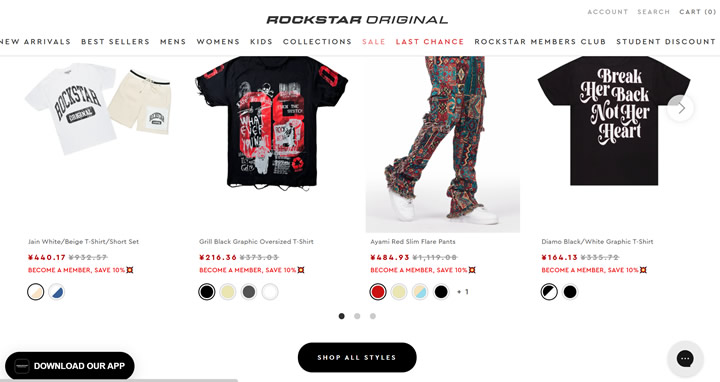 ROCKSTAR ORIGINAL
ACCOUNT SEARCH CART (0)
NEW ARRIVALS BEST SELLERS MENS WOMENS KIDS COLLECTIONS SALE LAST CHANCE ROCKSTAR MEMBERS CLUB STUDENT DISCOUNT
ROCKSTAR
ORIGINAL
WHAT
EVER
Break
Her Back
Not Her
Heart
Jain White/Beige T-Shirt/Short Set
¥440.17 ¥932.57
BECOME A MEMBER, SAVE 10%
Grill Black Graphic Oversized T-Shirt
¥216.36 ¥373.03
BECOME A MEMBER, SAVE 10%
Ayami Red Slim Flare Pants
¥484.93 ¥1,119.08
BECOME A MEMBER, SAVE 10%
+ 1
Diamo Black/White Graphic T-Shirt
¥164.13 ¥335.72
BECOME A MEMBER, SAVE 10%
SHOP ALL STYLES
DOWNLOAD OUR APP